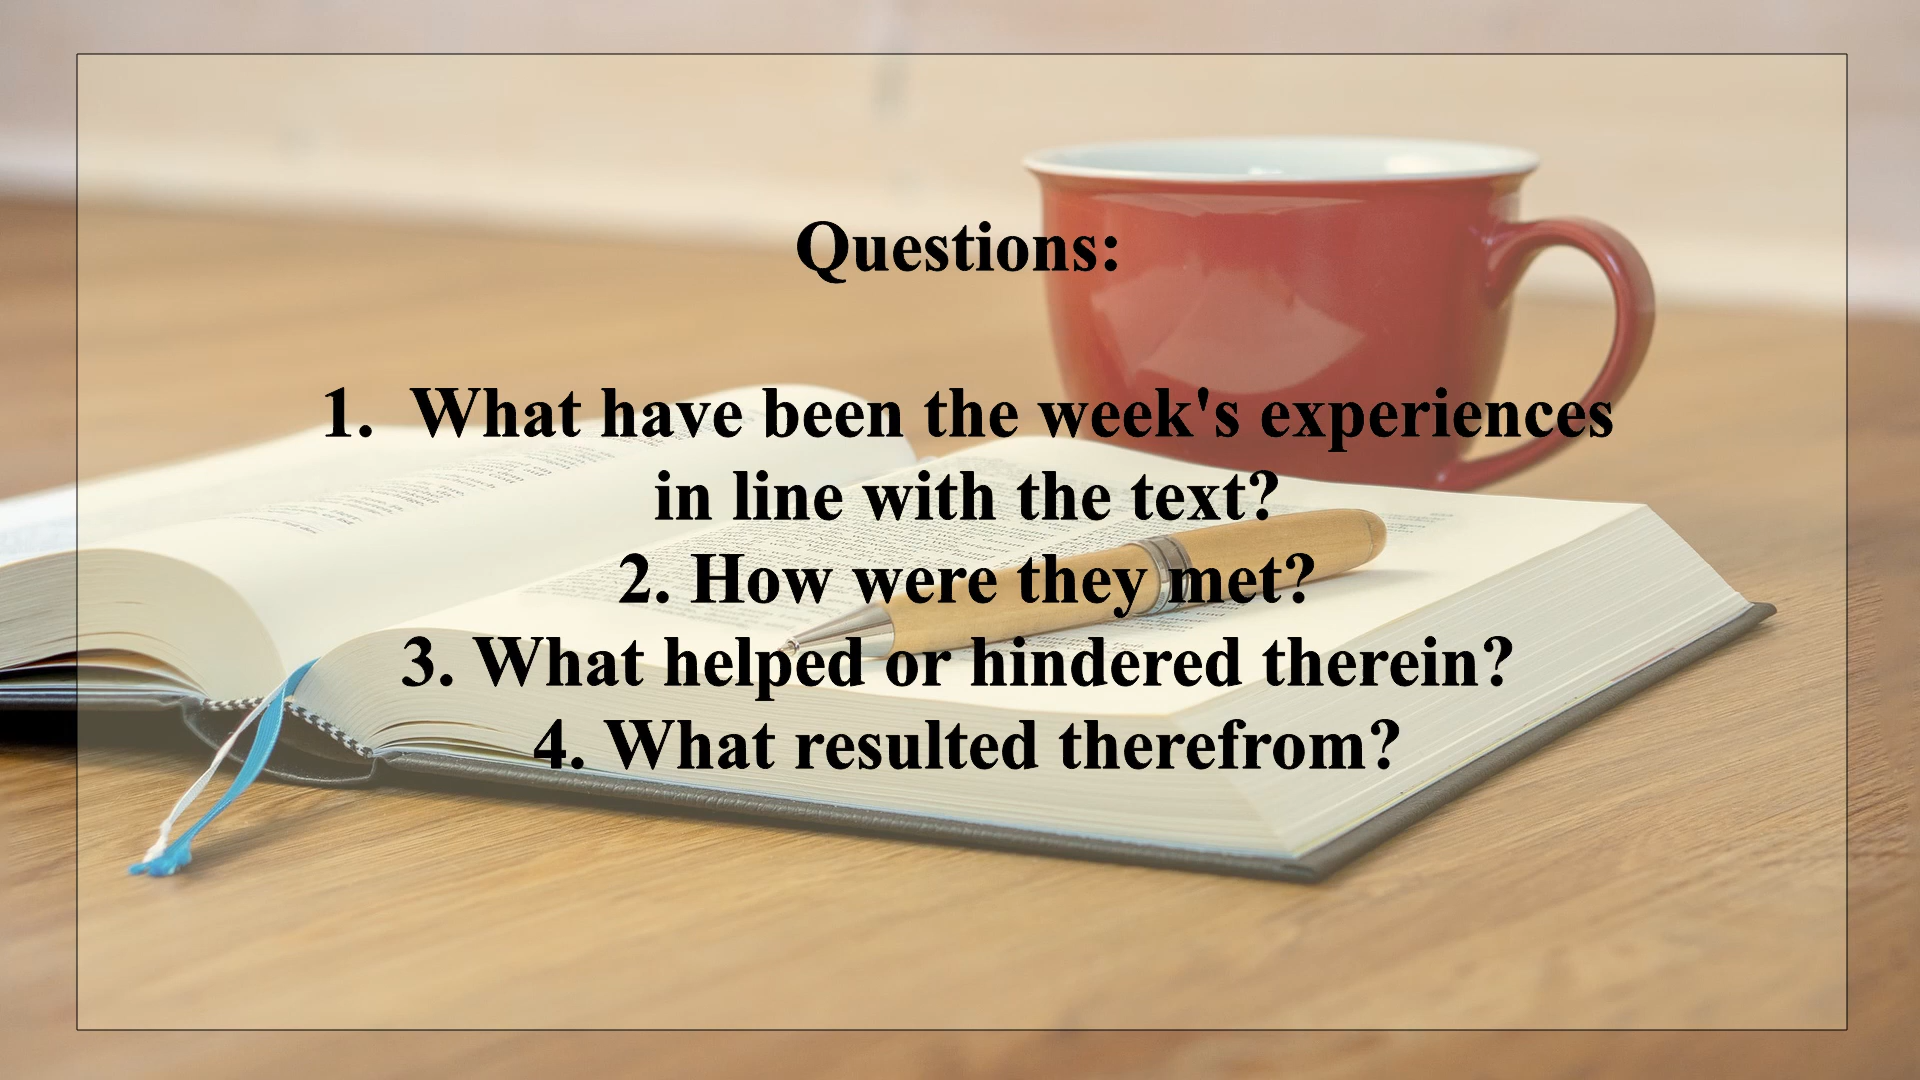 Questions:
1. What have been the week's experiences
in line with the text?
2. How were they met?
3. What helped or hindered therein?
4. What resulted therefrom?